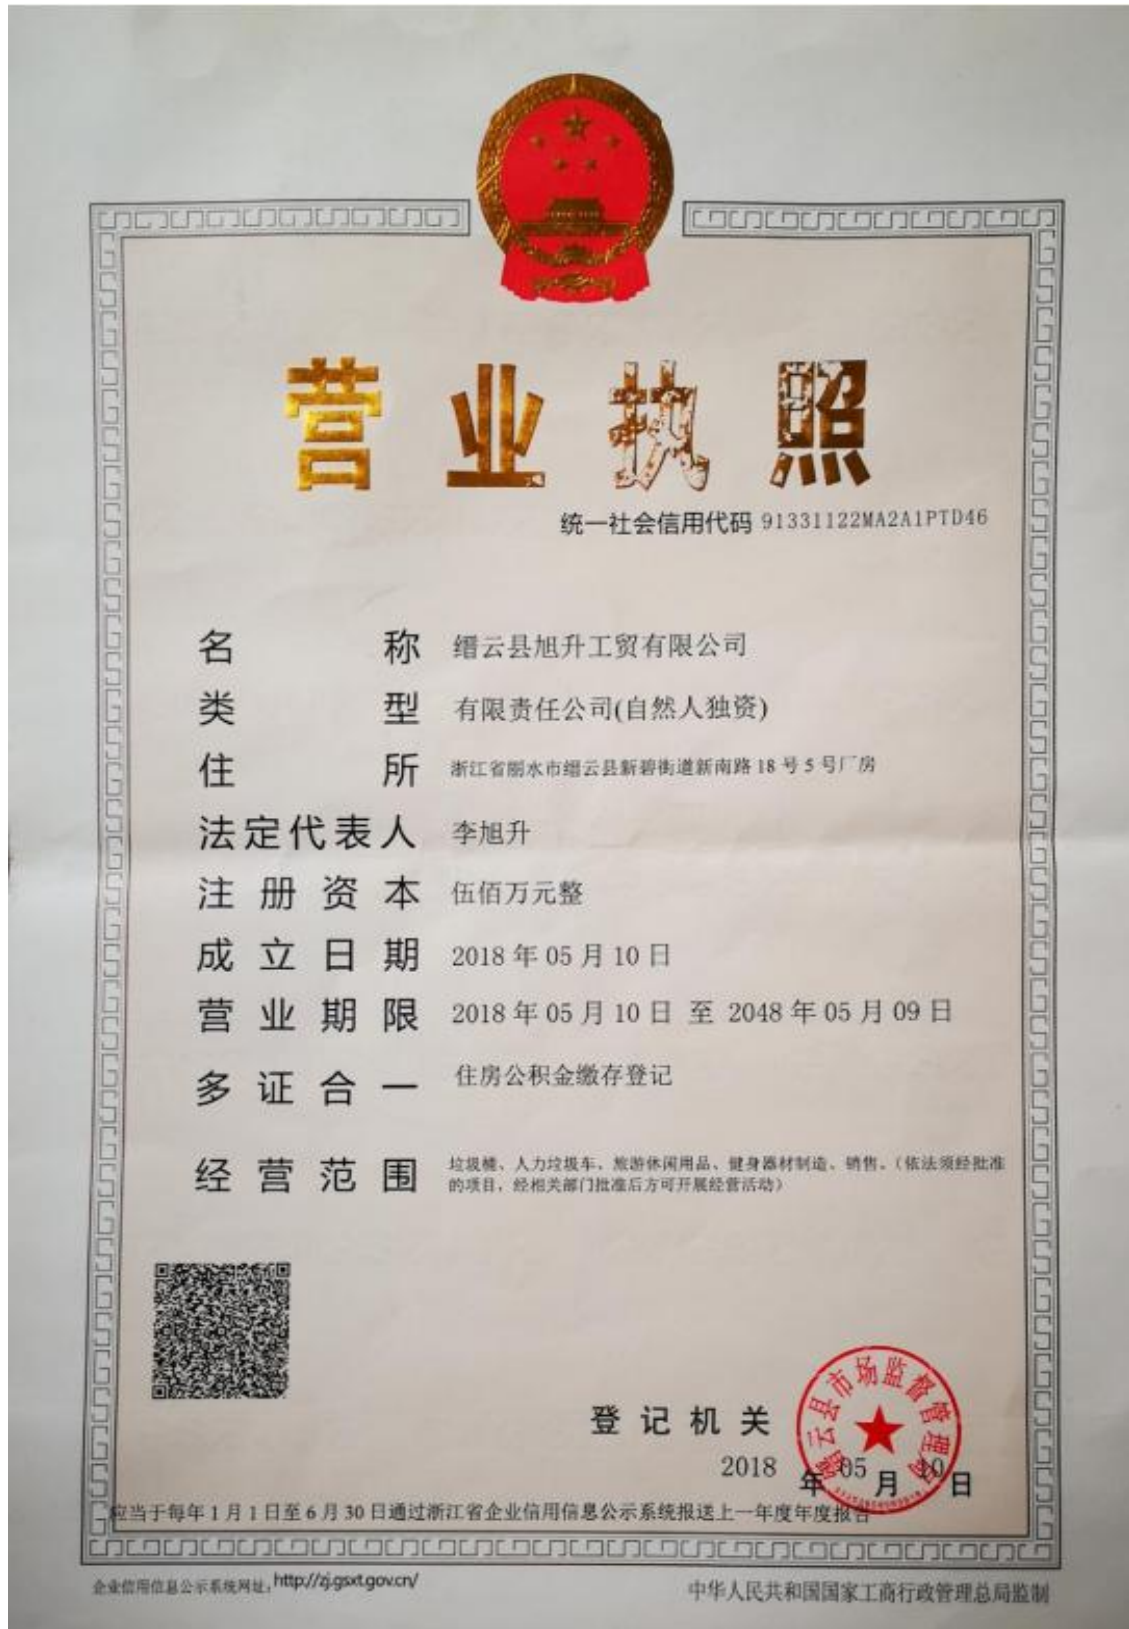 营业执照
统一社会信用代码 91331122MA2A1PTD46
名称 缙云县旭升工贸有限公司
类型 有限责任公司(自然人独资)
住所 浙江省丽水市缙云县新碧街道新南路18号5号厂房
法定代表人 李旭升
注册资本 伍佰万元整
成立日期 2018年05月10日
营业期限 2018年05月10日 至 2048年05月09日
多证合一 住房公积金缴存登记
经营范围 垃圾桶、人力垃圾车、旅游休闲用品、健身器材制造、销售。(依法须经批准
的项目，经相关部门批准后方可开展经营活动)
缙云县市场监督管理局
登记机关
2018年05月10日
应当于每年1月1日至6月30日通过浙江省企业信用信息公示系统报送上一年度年度报告
企业信用信息公示系统网址：http://zj.gsxt.gov.cn/
中华人民共和国国家工商行政管理总局监制